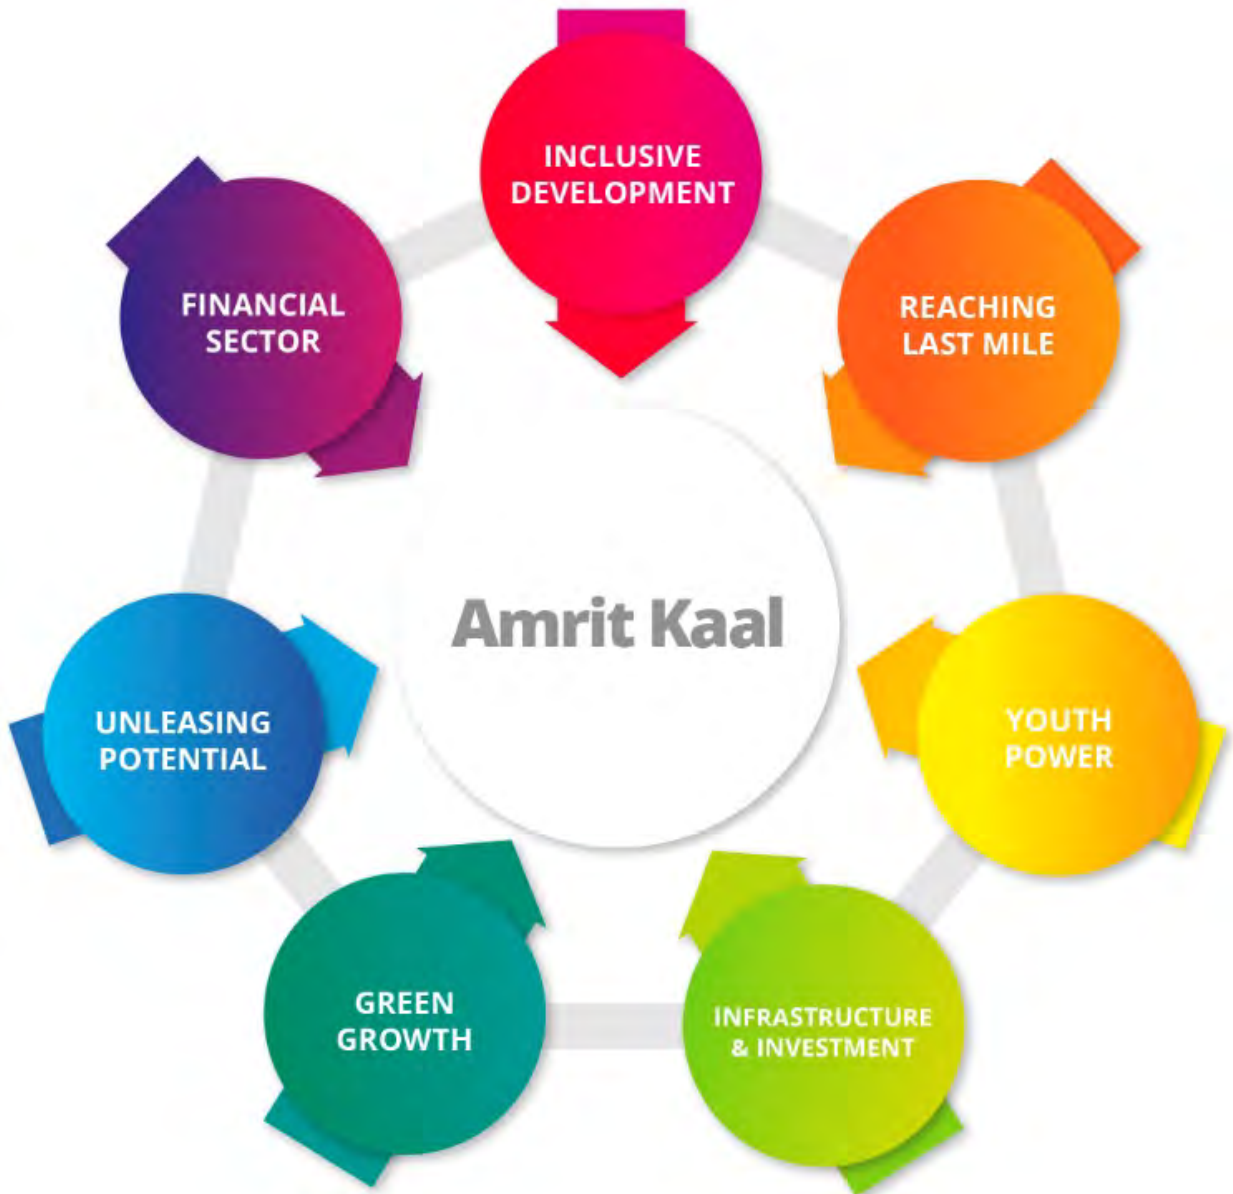 INCLUSIVE
DEVELOPMENT
REACHING
LAST MILE
YOUTH
POWER
INFRASTRUCTURE
& INVESTMENT
GREEN
GROWTH
UNLEASING
POTENTIAL
FINANCIAL
SECTOR
Amrit Kaal